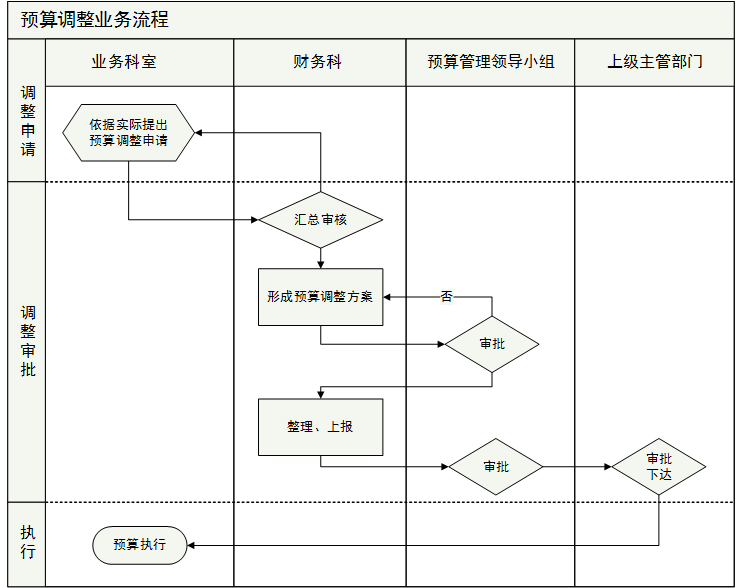 预算调整业务流程
业务科室
财务科
预算管理领导小组
上级主管部门
调
整
申
请
依据实际提出
预算调整申请
汇总审核
调
整
审
批
形成预算调整方案
否
审批
整理、上报
审批
审批
下达
执
行
预算执行